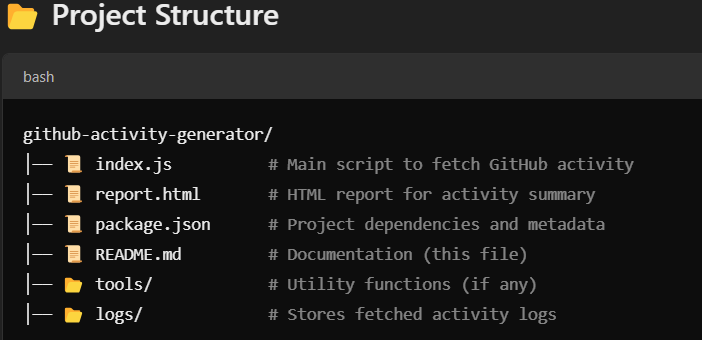 📂 Project Structure
bash
github-activity-generator/
│── 📜 index.js # Main script to fetch GitHub activity
│── 📜 report.html # HTML report for activity summary
│── 📜 package.json # Project dependencies and metadata
│── 📜 README.md # Documentation (this file)
│── 📂 tools/ # Utility functions (if any)
│── 📂 logs/ # Stores fetched activity logs